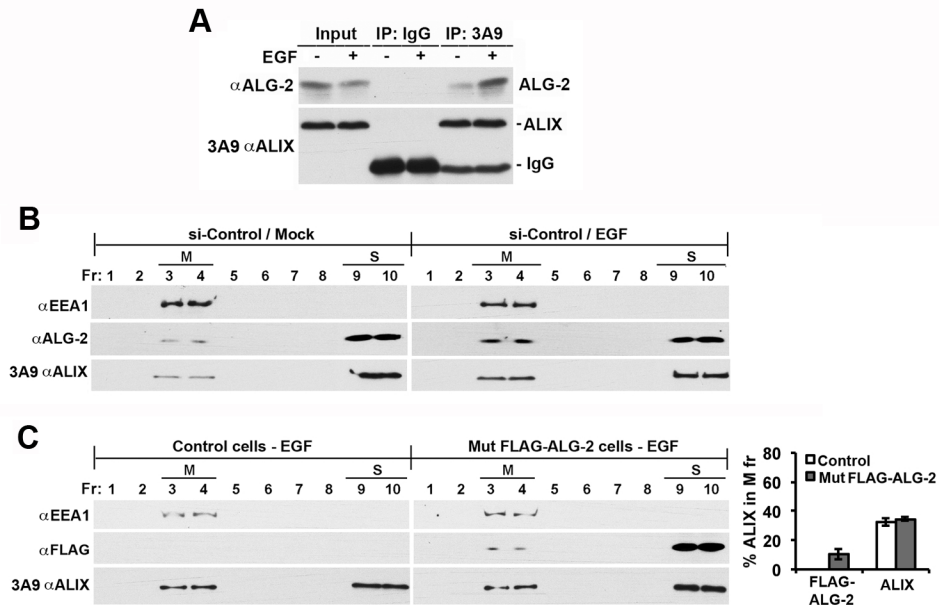 A
Input IP: IgG IP: 3A9
EGF - + - + - +
αALG-2 ALG-2
3A9 αALIX -ALIX
- IgG
B
si-Control / Mock si-Control / EGF
M S M S
Fr: 1 2 3 4 5 6 7 8 9 10 1 2 3 4 5 6 7 8 9 10
αEEA1
αALG-2
3A9 αALIX
C
Control cells - EGF Mut FLAG-ALG-2 cells - EGF
M S M S
Fr: 1 2 3 4 5 6 7 8 9 10 1 2 3 4 5 6 7 8 9 10
αEEA1
αFLAG
3A9 αALIX
% ALIX in M fr
80
60
40
20
0
Control
Mut FLAG-ALG-2
FLAG-
ALG-2
ALIX